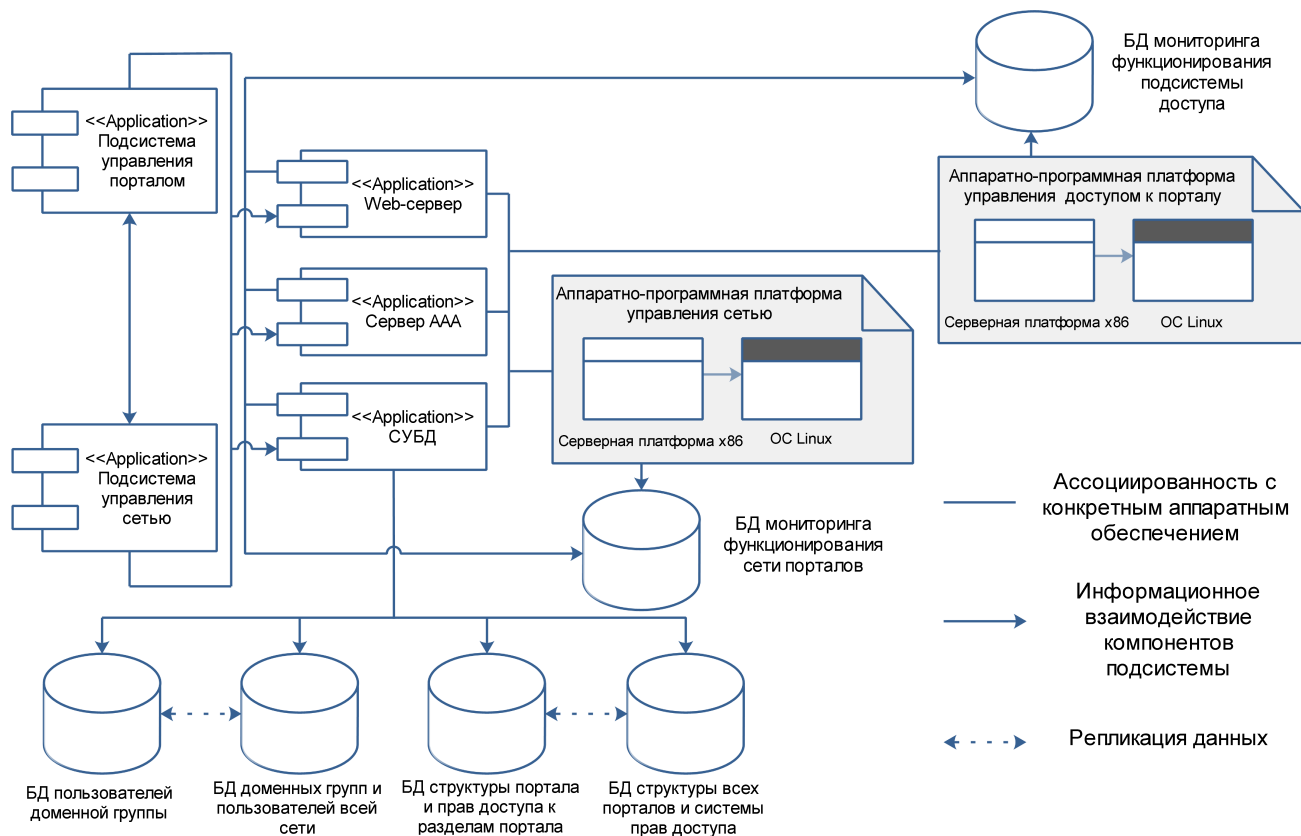 БД мониторинга
функционирования
подсистемы
доступа
<<Application>>
Подсистема
управления
порталом
<<Application>>
Web-сервер
Аппаратно-программная платформа
управления доступом к порталу
Серверная платформа x86
ОС Linux
<<Application>>
Сервер ААА
Аппаратно-программная платформа
управления сетью
Серверная платформа x86
ОС Linux
<<Application>>
СУБД
<<Application>>
Подсистема
управления
сетью
БД мониторинга
функционирования
сети порталов
Ассоциированность с
конкретным аппаратным
обеспечением
Информационное
взаимодействие
компонентов
подсистемы
Репликация данных
БД пользователей
доменной группы
БД доменных групп и
пользователей всей
сети
БД структуры портала
и прав доступа к
разделам портала
БД структуры всех
порталов и системы
прав доступа